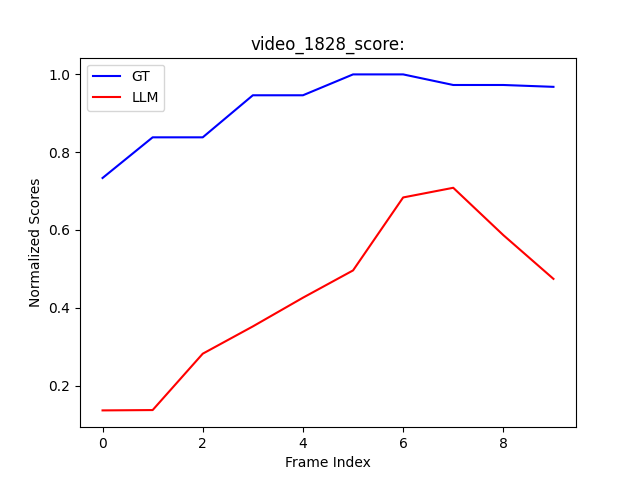 video_1828_score:
GT
LLM
Normalized Scores
1.0
0.8
0.6
0.4
0.2
0 2 4 6 8
Frame Index